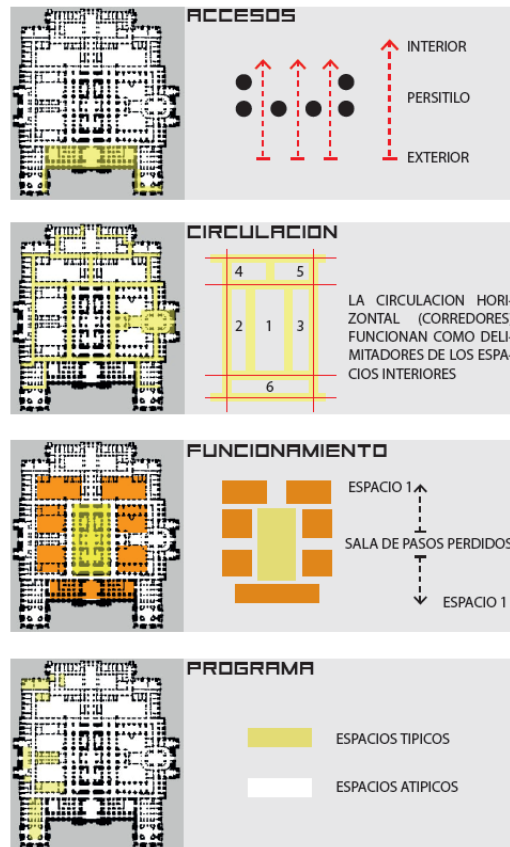 ACCESOS
INTERIOR
PERSITILO
EXTERIOR
CIRCULACION
4
5
2
1
3
6
LA CIRCULACION HORI-
ZONTAL (CORREDORES)
FUNCIONAN COMO DELI-
MITADORES DE LOS ESPA-
CIOS INTERIORES
FUNCIONAMIENTO
ESPACIO 1
SALA DE PASOS PERDIDOS
ESPACIO 1
PROGRAMA
ESPACIOS TIPICOS
ESPACIOS ATIPICOS